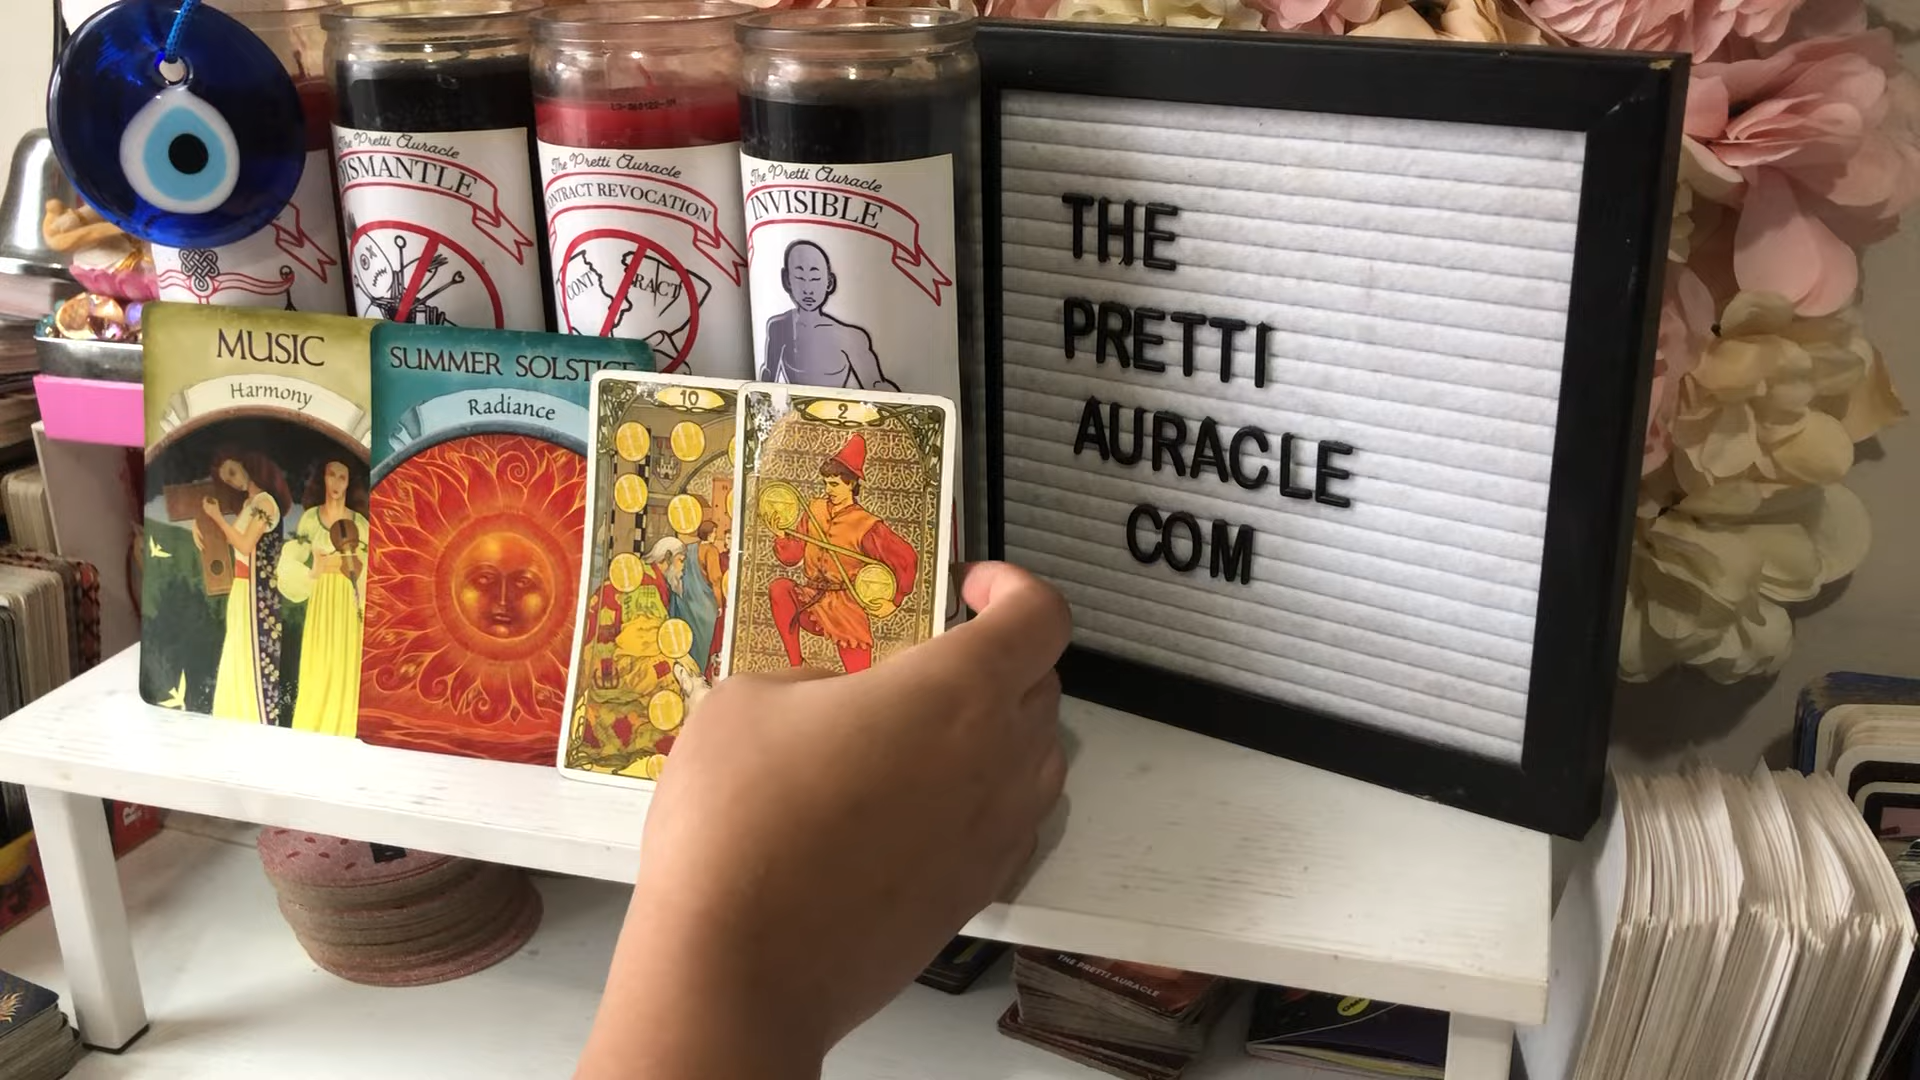 The Pretti Auracle
DISMANTLE
The Pretti Auracle
CONTRACT REVOCATION
CONT RACT
The Pretti Auracle
INVISIBLE
MUSIC
Harmony
SUMMER SOLSTICE
Radiance
10
2
THE
PRETTI
AURACLE
COM
THE PRETTI AURACLE